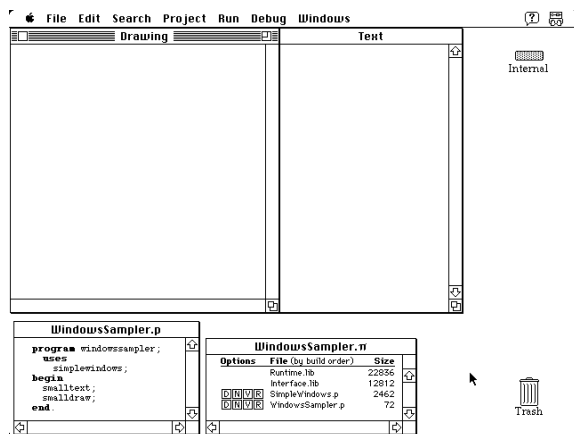 File Edit Search Project Run Debug Windows
Drawing
Text
Internal
WindowsSampler.p
program windowssampler;
uses
simplewindows;
begin
smalltext;
smalldraw;
end.
WindowsSampler.π
Options File (by build order) Size
Runtime.lib 22836
Interface.lib 12812
D N V R SimpleWindows.p 2462
D N V R WindowsSampler.p 72
Trash